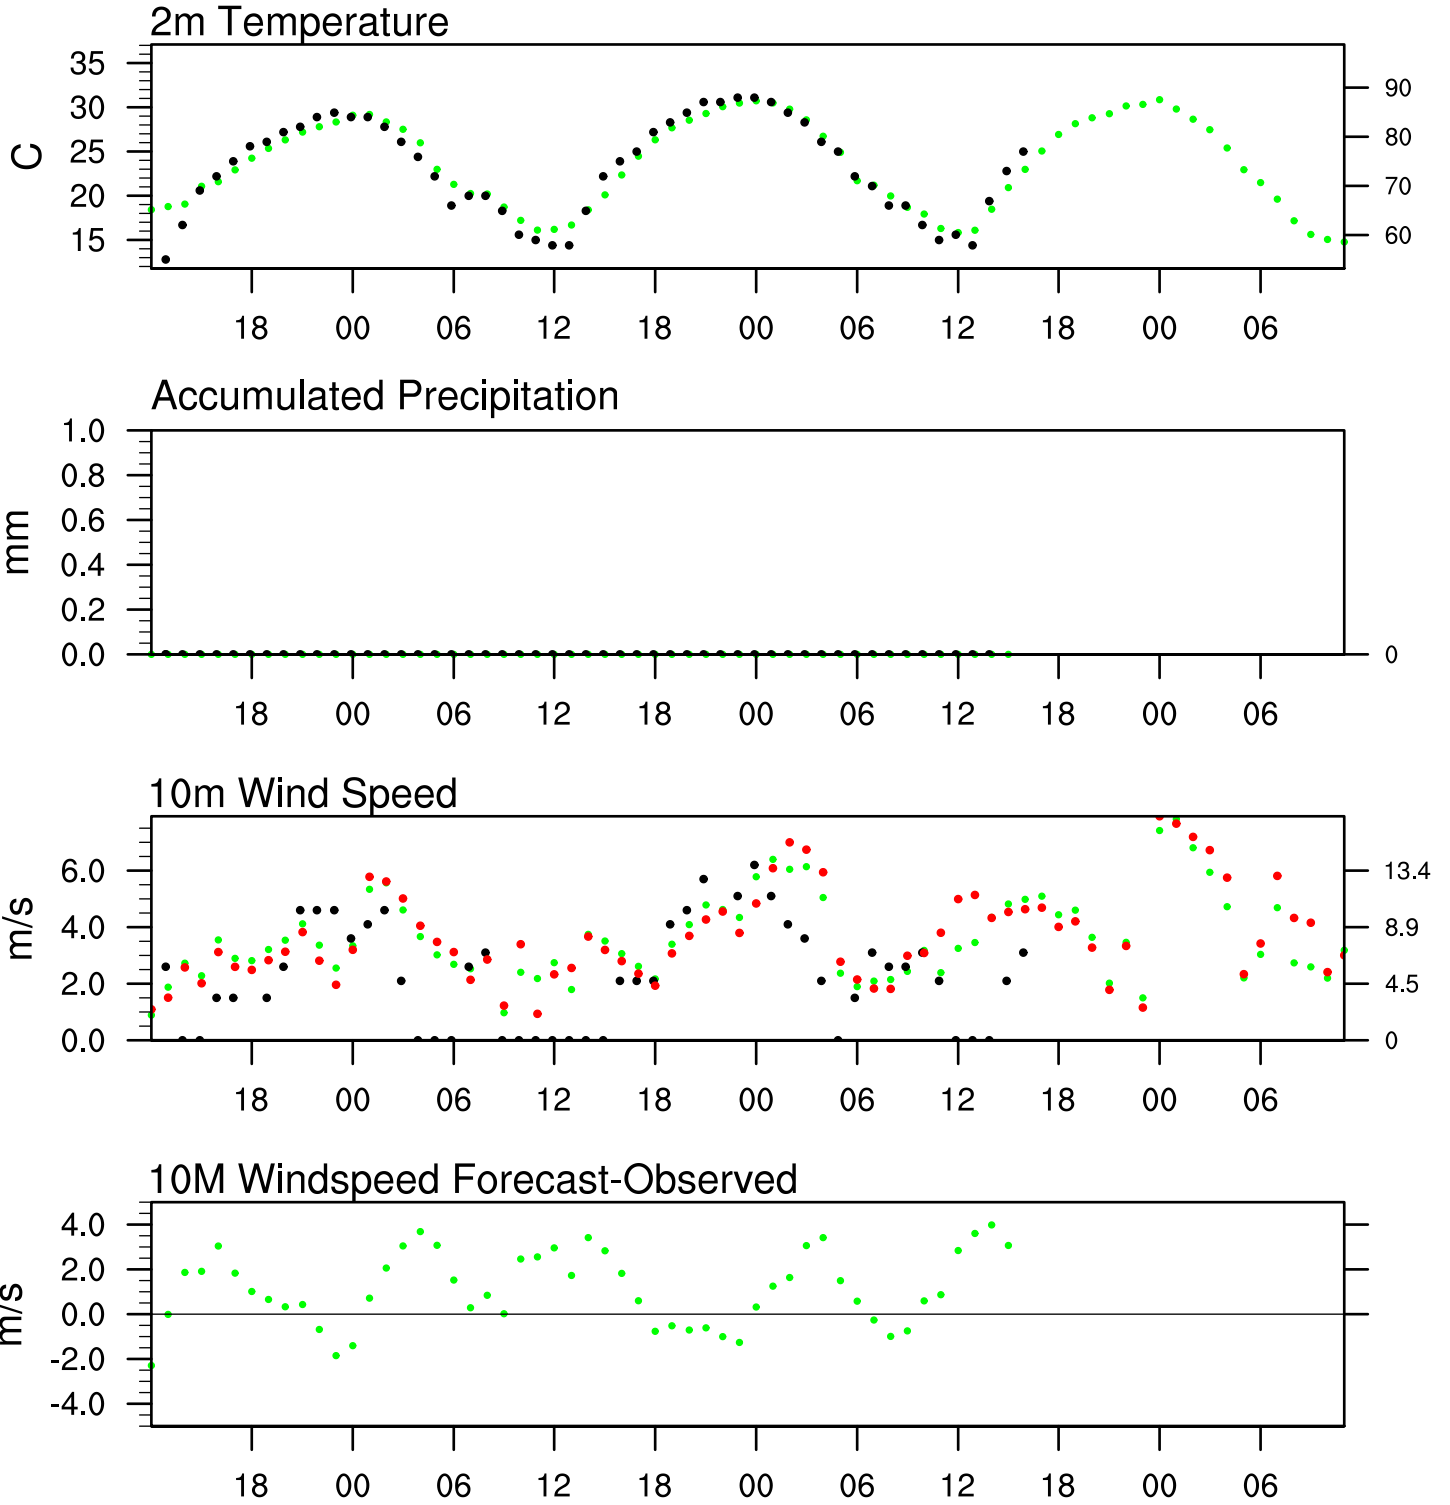 2m Temperature
35
30
25
20
15
C
90
80
70
60
18 00 06 12 18 00 06 12 18 00 06
Accumulated Precipitation
1.0
0.8
0.6
0.4
0.2
0.0
mm
0
18 00 06 12 18 00 06 12 18 00 06
10m Wind Speed
6.0
4.0
2.0
0.0
m/s
13.4
8.9
4.5
0
18 00 06 12 18 00 06 12 18 00 06
10M Windspeed Forecast-Observed
4.0
2.0
0.0
-2.0
-4.0
m/s
18 00 06 12 18 00 06 12 18 00 06